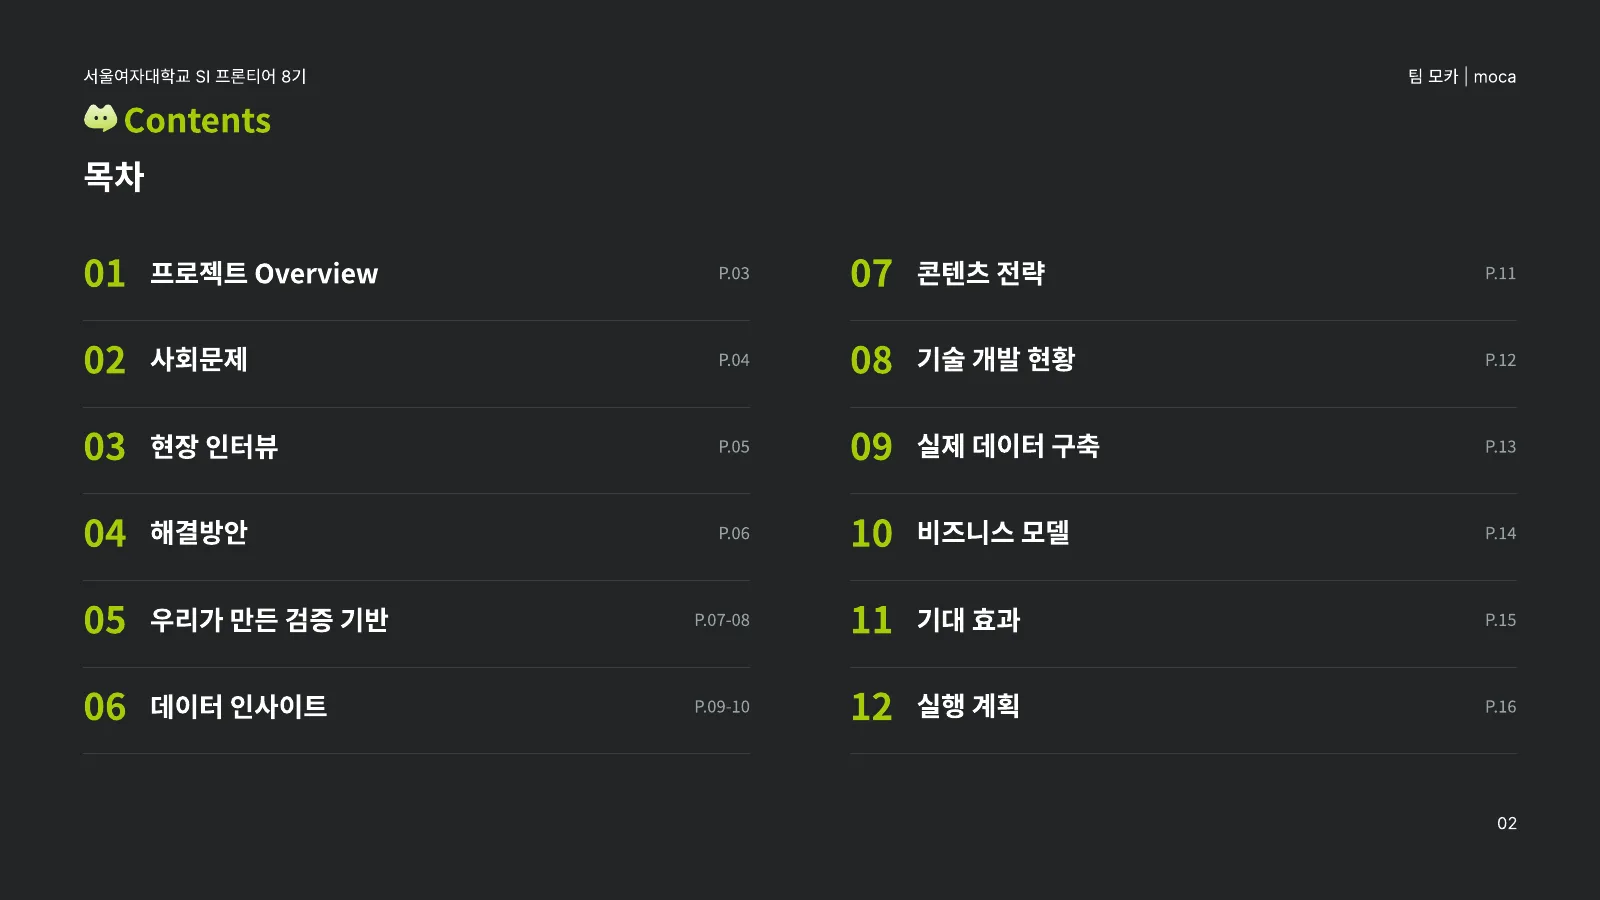 서울여자대학교 SI 프론티어 8기
팀 모카 | moca
Contents
목차
01 프로젝트 Overview P.03
02 사회문제 P.04
03 현장 인터뷰 P.05
04 해결방안 P.06
05 우리가 만든 검증 기반 P.07-08
06 데이터 인사이트 P.09-10
07 콘텐츠 전략 P.11
08 기술 개발 현황 P.12
09 실제 데이터 구축 P.13
10 비즈니스 모델 P.14
11 기대 효과 P.15
12 실행 계획 P.16
02